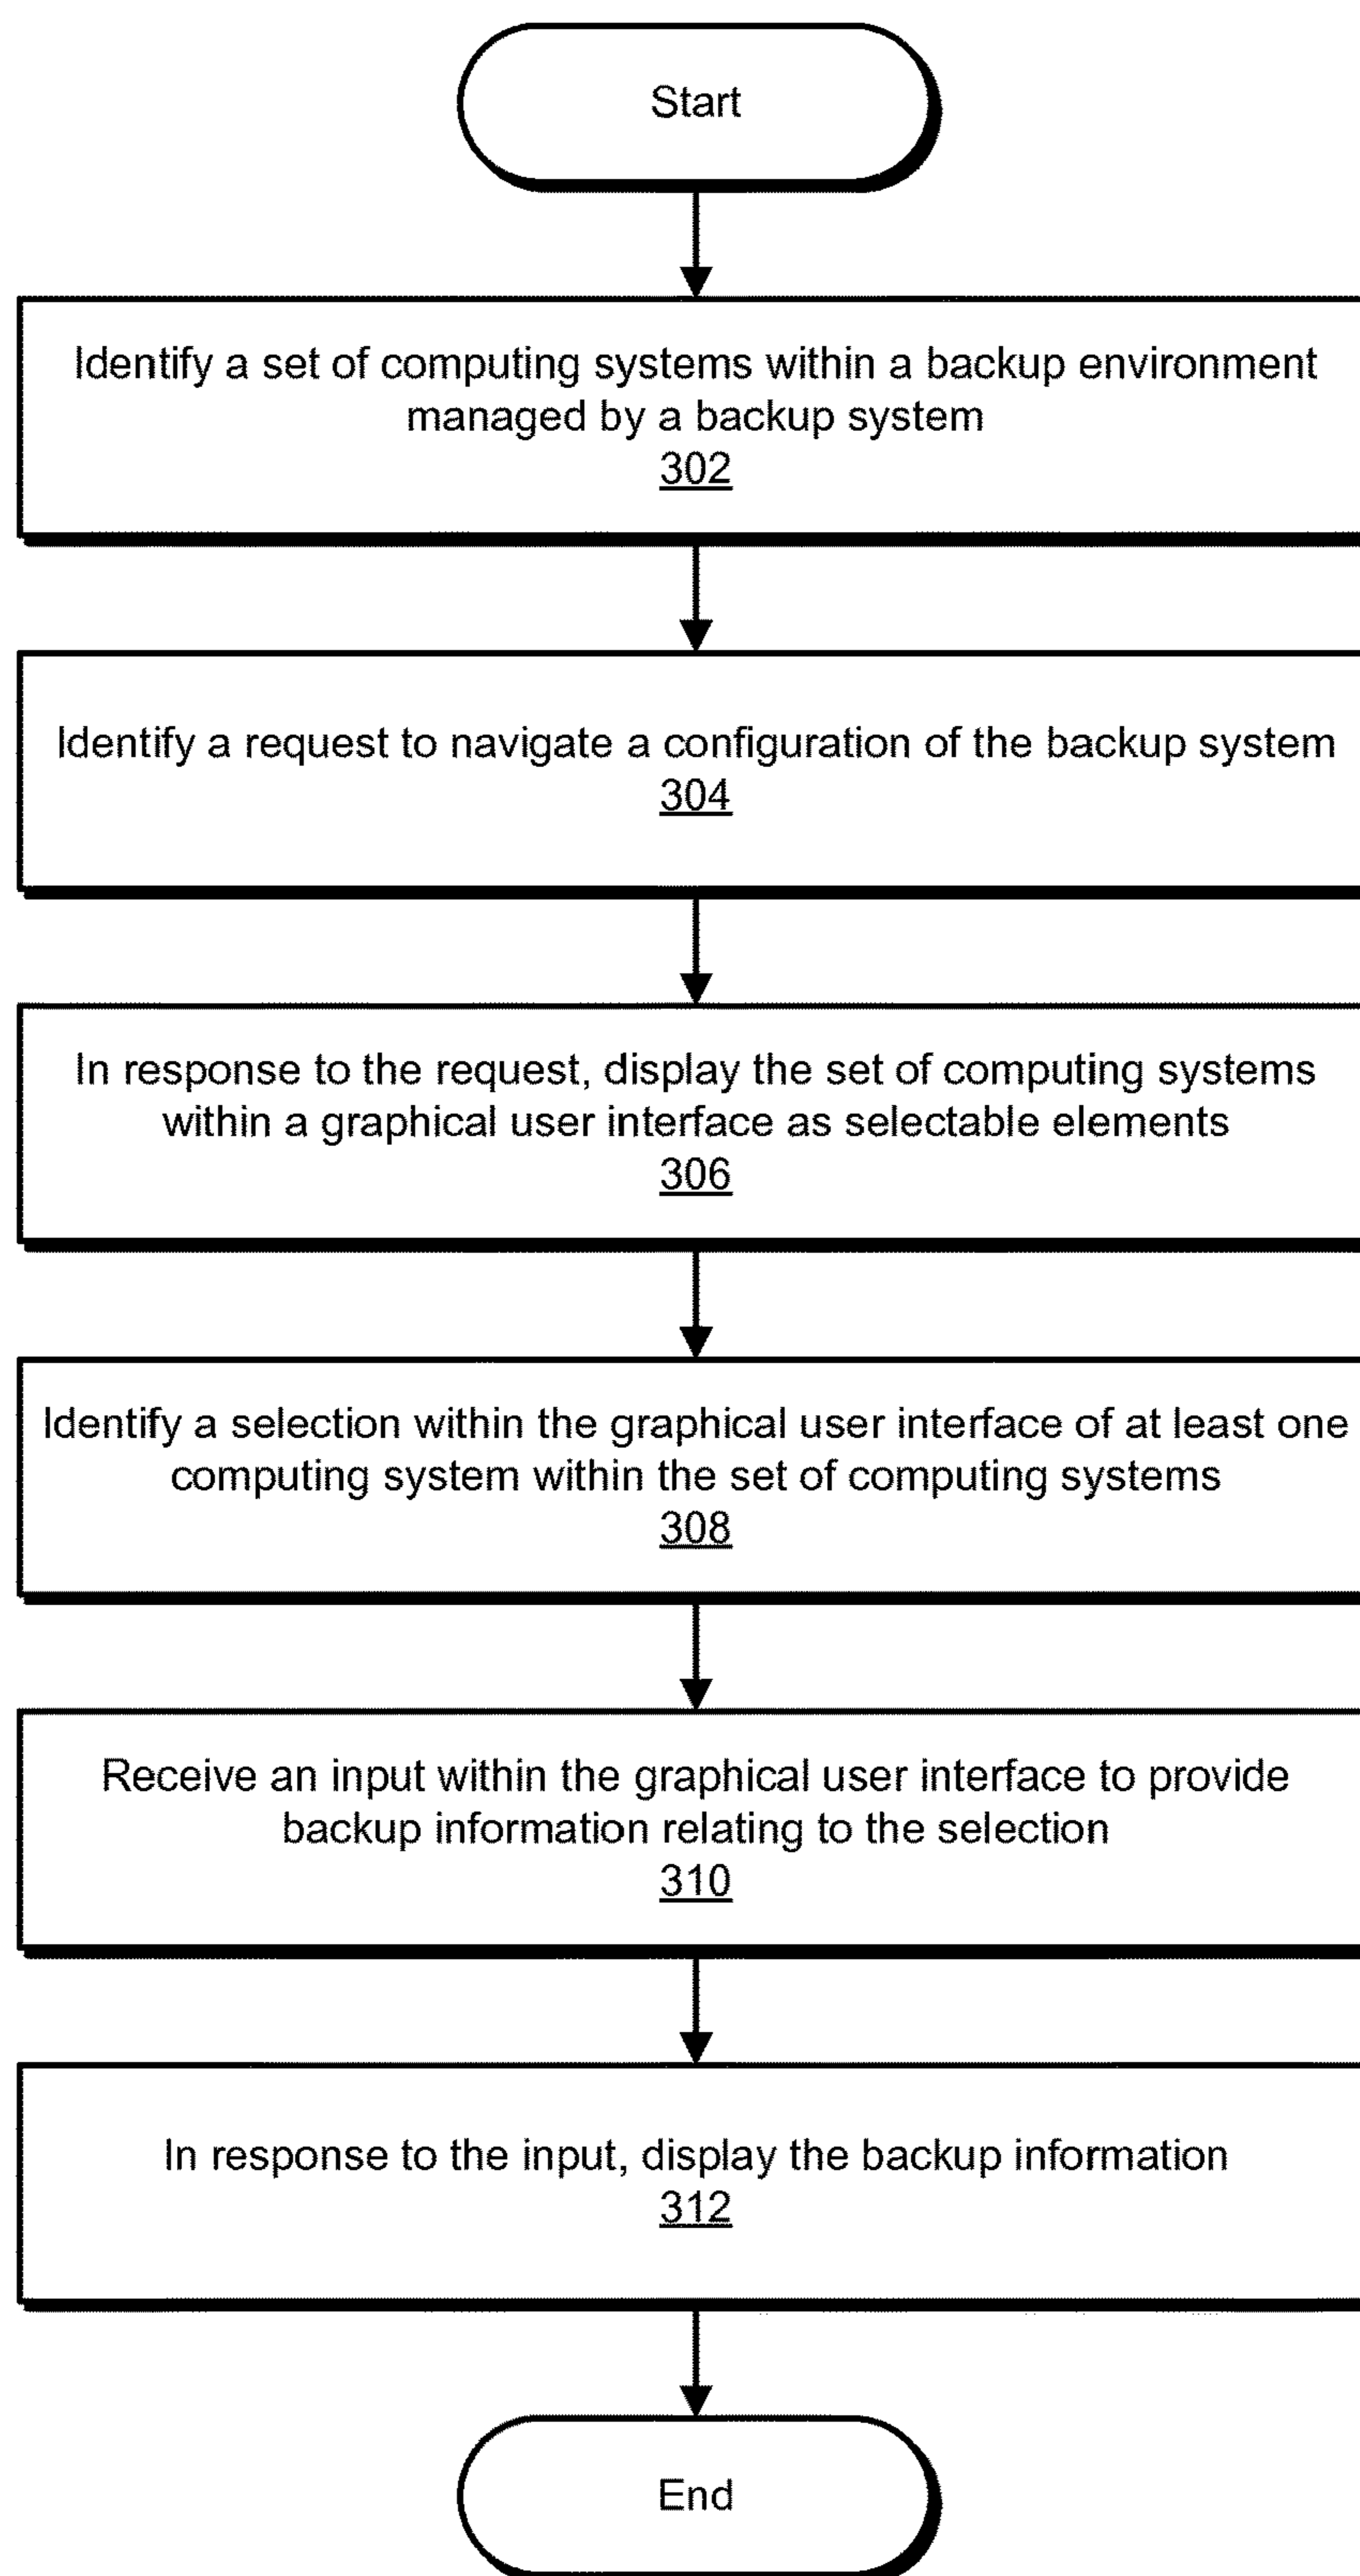 Start
Identify a set of computing systems within a backup environment
managed by a backup system
302
Identify a request to navigate a configuration of the backup system
304
In response to the request, display the set of computing systems
within a graphical user interface as selectable elements
306
Identify a selection within the graphical user interface of at least one
computing system within the set of computing systems
308
Receive an input within the graphical user interface to provide
backup information relating to the selection
310
In response to the input, display the backup information
312
End